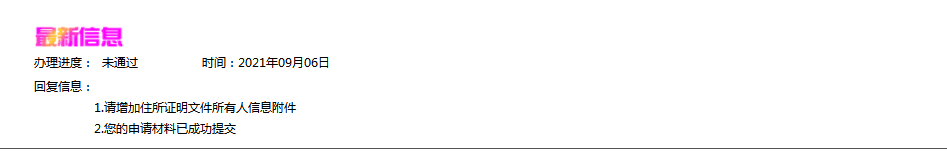 最新信息
办理进度： 未通过 时间：2021年09月06日
回复信息：
1.请增加住所证明文件所有人信息附件
2.您的申请材料已成功提交